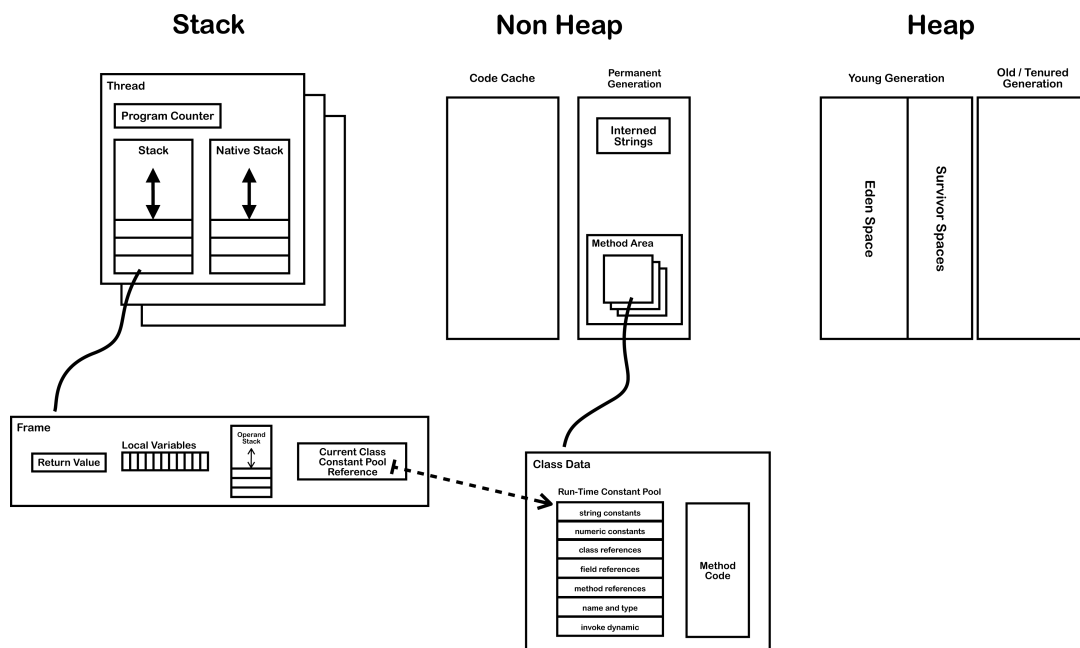 Stack
Non Heap
Heap
Thread
Program Counter
Stack
Native Stack
Code Cache
Permanent
Generation
Interned
Strings
Method Area
Young Generation
Old / Tenured
Generation
Eden Space
Survivor Spaces
Frame
Return Value
Local Variables
Operand
Stack
Current Class
Constant Pool
Reference
Class Data
Run-Time Constant Pool
string constants
numeric constants
class references
field references
method references
name and type
invoke dynamic
Method
Code